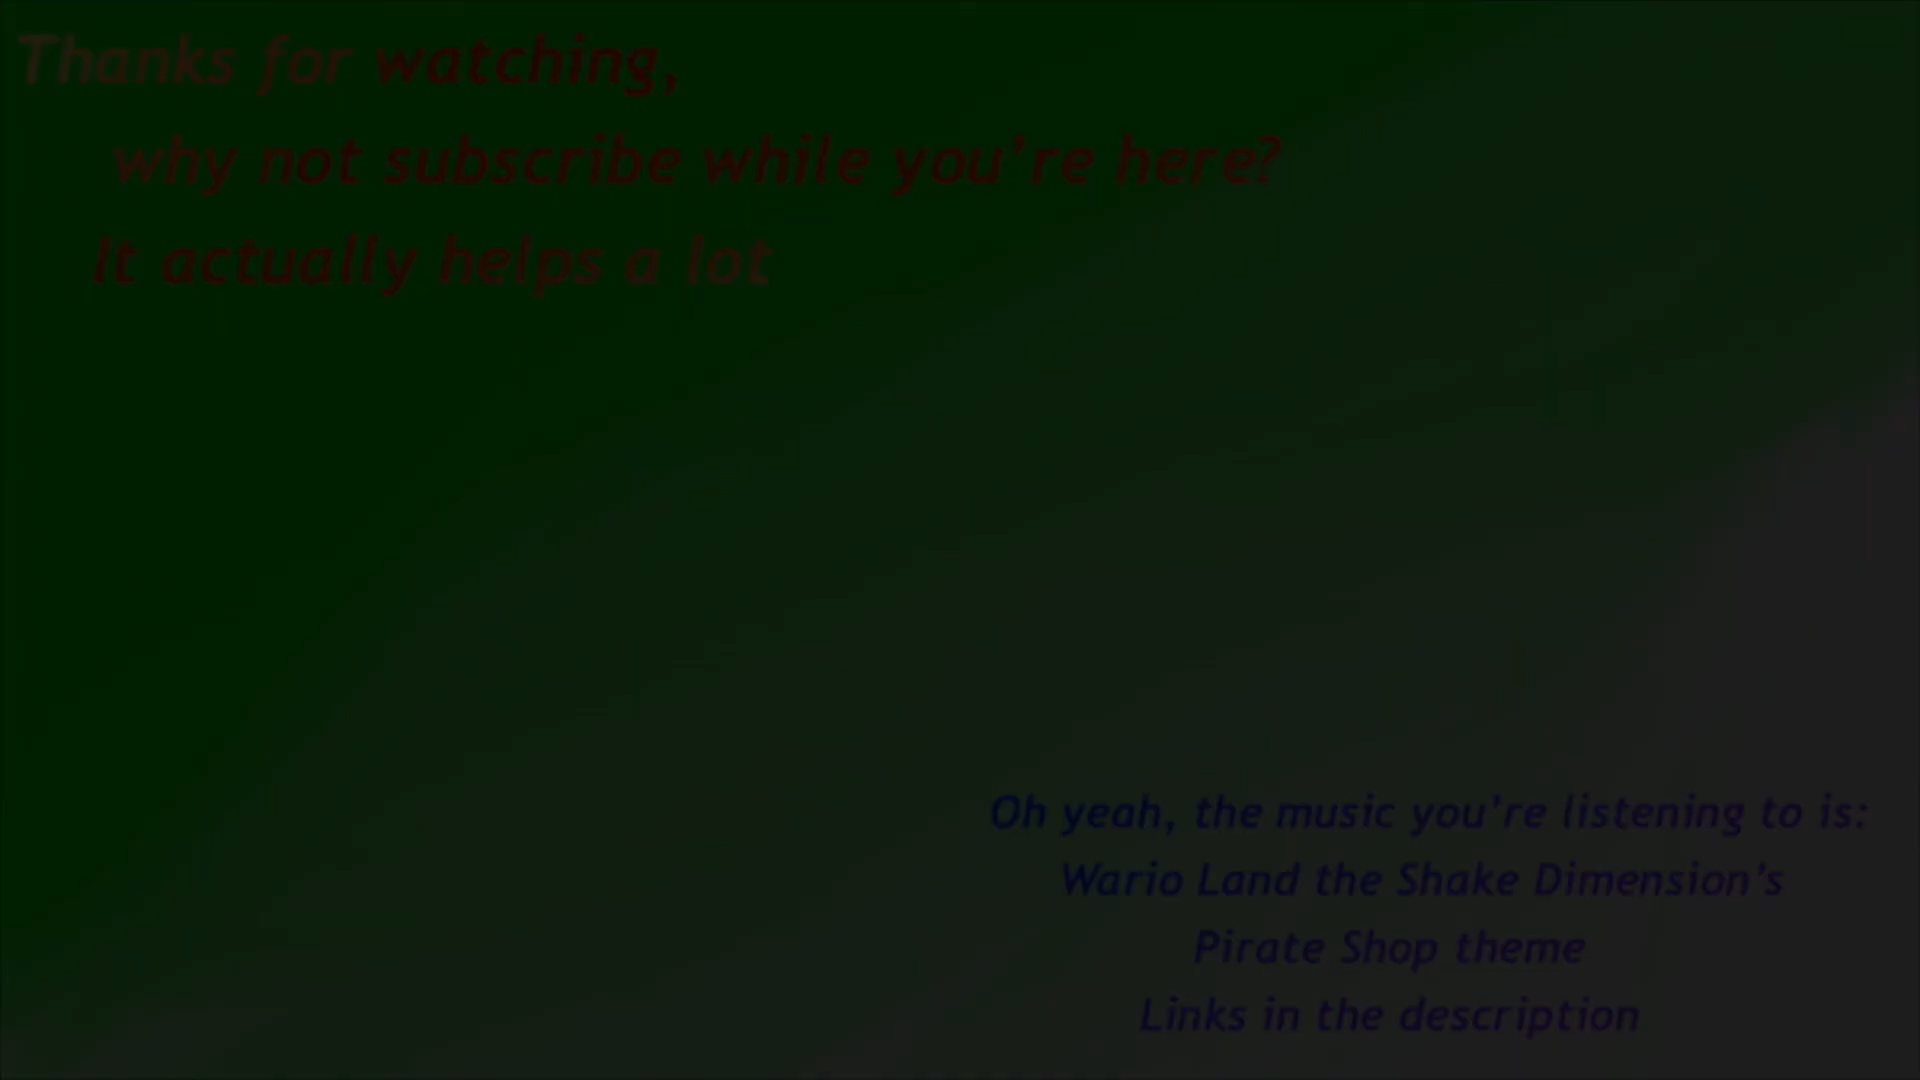 Thanks for watching,
why not subscribe while you're here?
It actually helps a lot
Oh yeah, the music you're listening to is:
Wario Land the Shake Dimension's
Pirate Shop theme
Links in the description